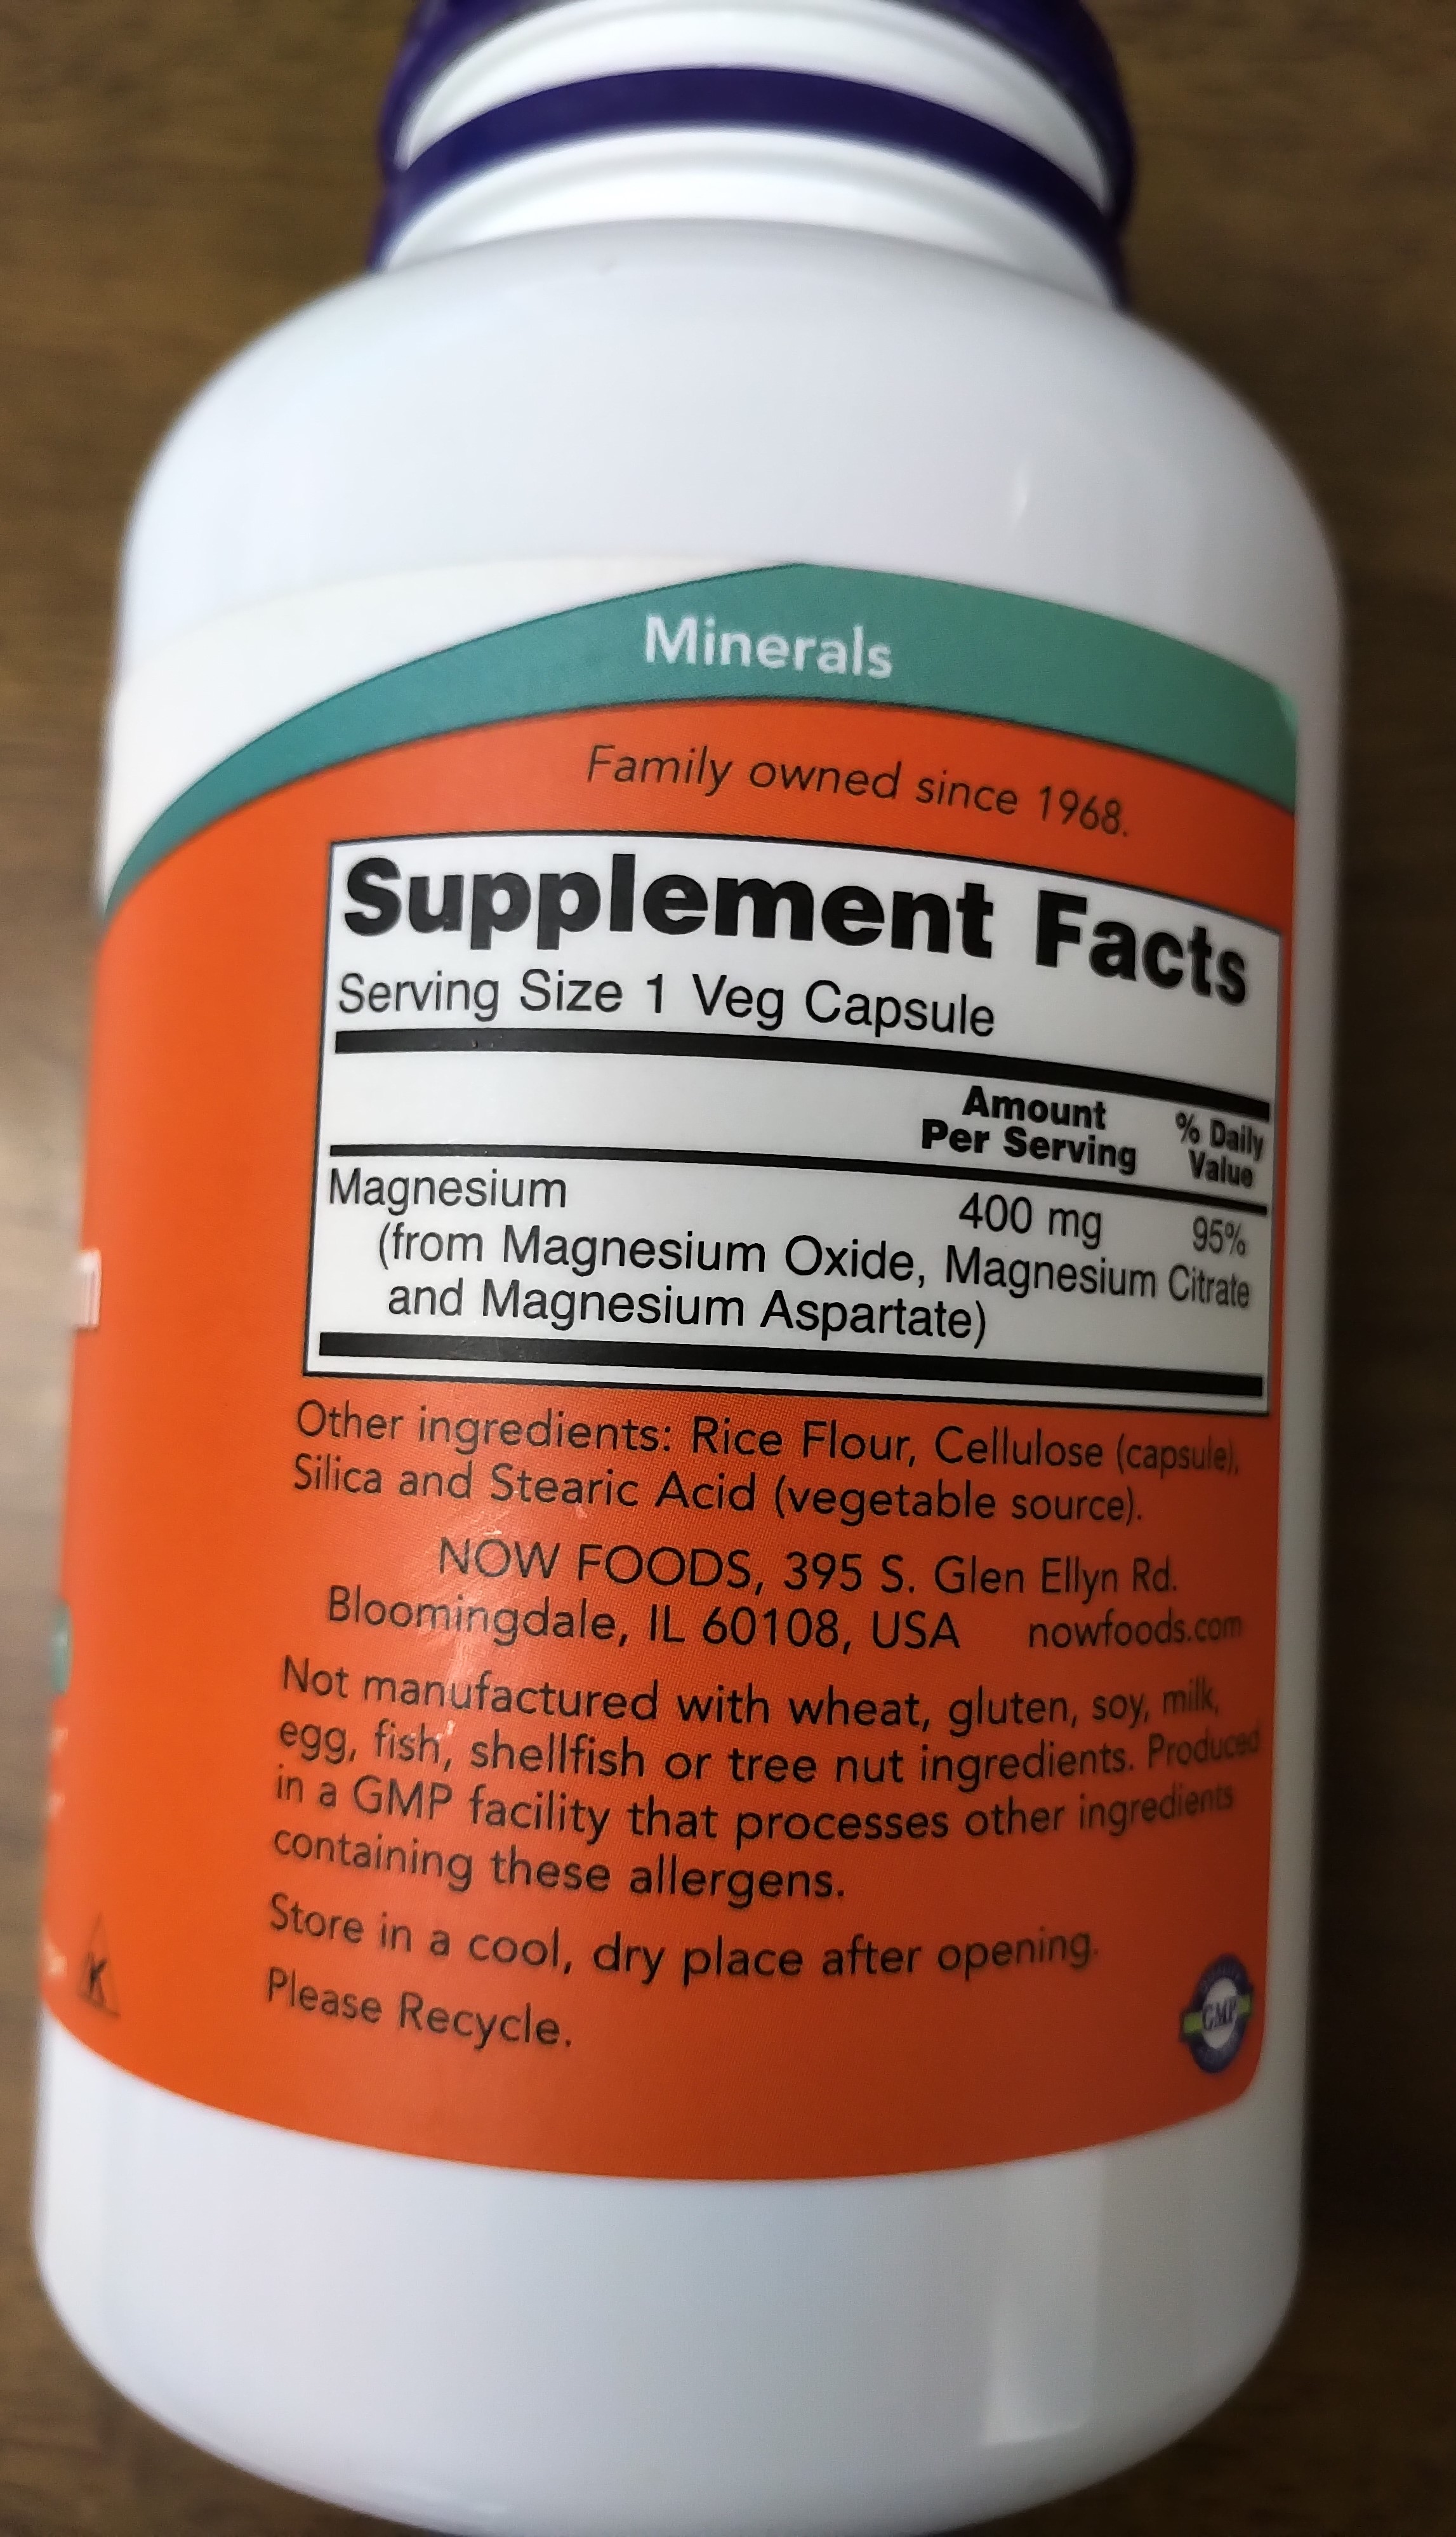 Minerals
Family owned since 1968.
Supplement Facts
Serving Size 1 Veg Capsule
Amount
Per Serving
% Daily
Value
Magnesium 400 mg 95%
(from Magnesium Oxide, Magnesium Citrate
and Magnesium Aspartate)
Other ingredients: Rice Flour, Cellulose (capsule),
Silica and Stearic Acid (vegetable source).
NOW FOODS, 395 S. Glen Ellyn Rd.
Bloomingdale, IL 60108, USA nowfoods.com
Not manufactured with wheat, gluten, soy, milk,
egg, fish, shellfish or tree nut ingredients. Produced
in a GMP facility that processes other ingredients
containing these allergens.
Store in a cool, dry place after opening.
Please Recycle.
K
GMP